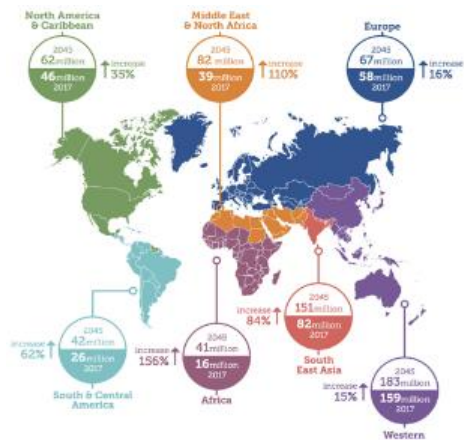 North America
& Caribbean
2045
62million
46million
2017
increase
35%
Middle East
& North Africa
2045
82 million
39million
2017
increase
110%
Europe
2045
67million
58million
2017
increase
16%
2045
42million
26million
2017
increase
62%
South & Central
America
2045
41million
16million
2017
156%
Africa
2045
151million
82million
2017
increase
84%
South
East Asia
2045
183million
159million
2017
increase
15%
Western